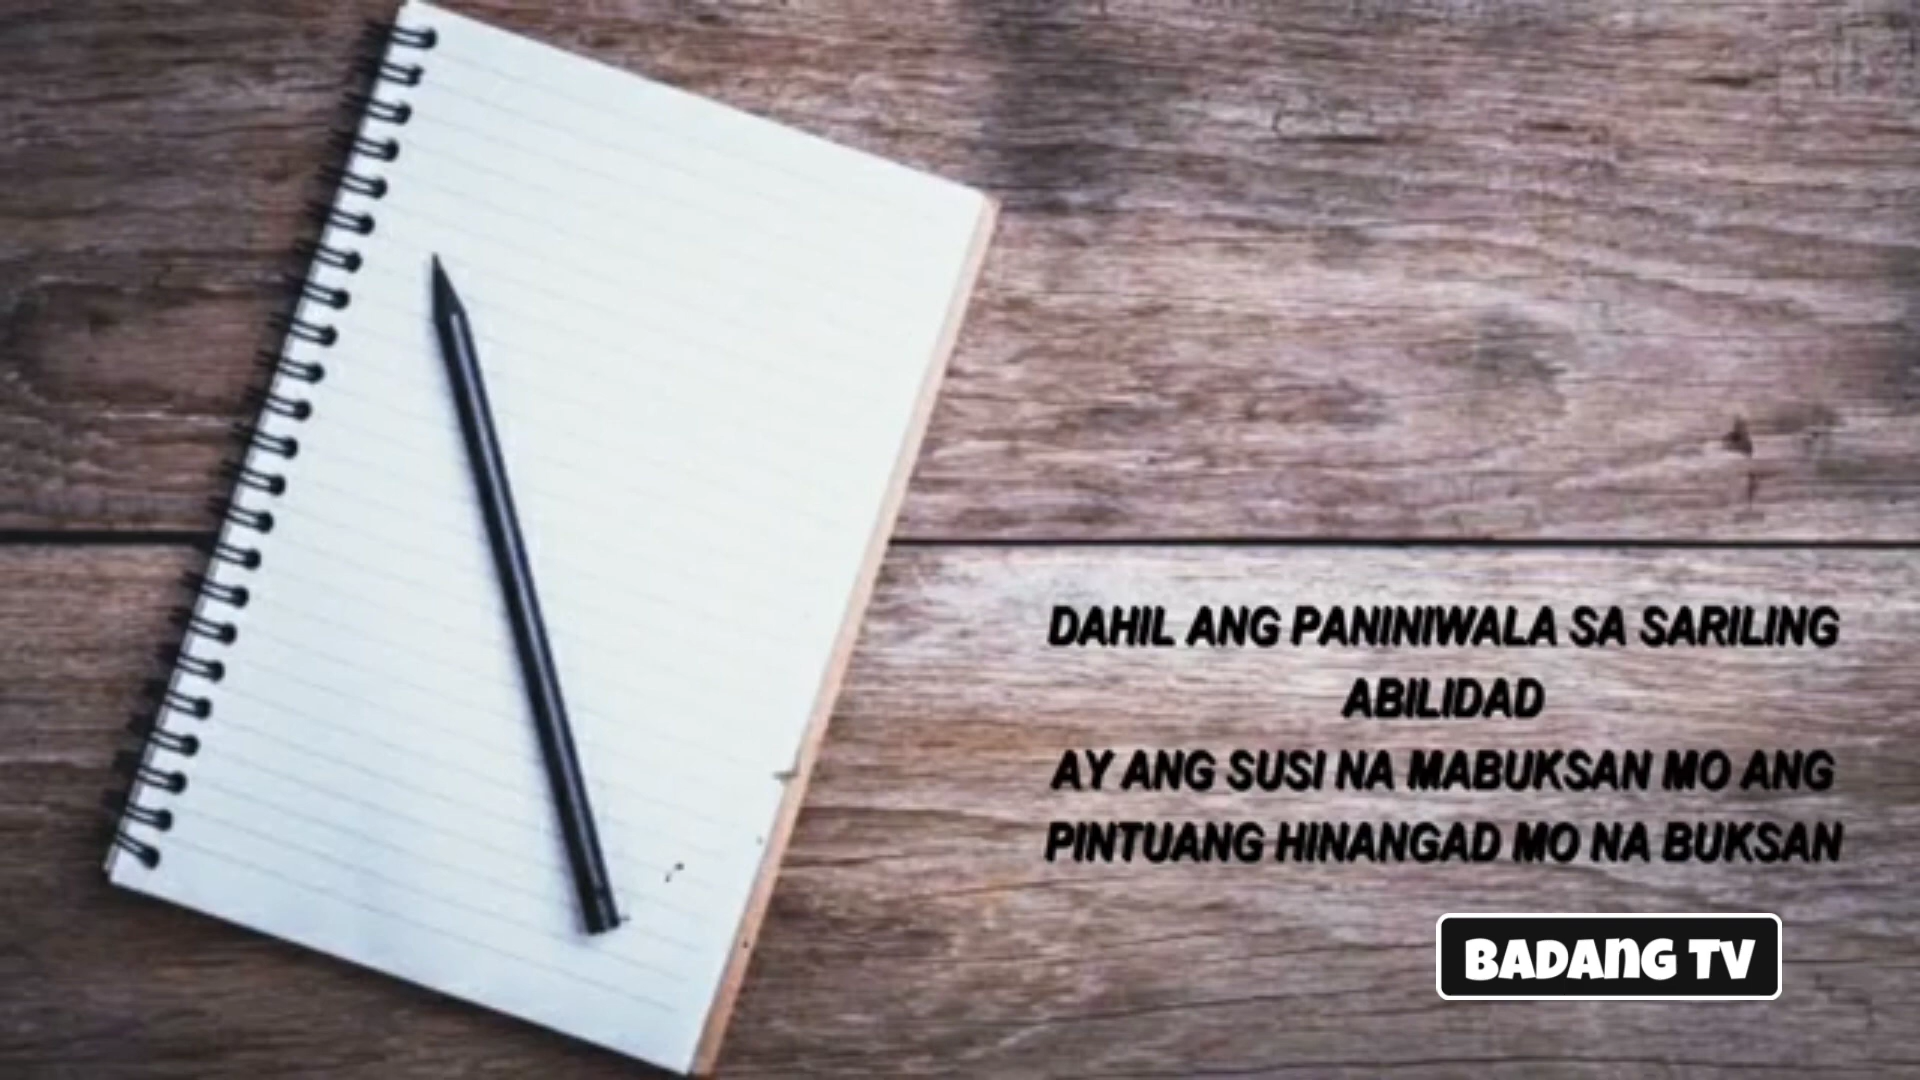 DAHIL ANG PANINIWALA SA SARILING
ABILIDAD
AY ANG SUSI NA MABUKSAN MO ANG
PINTUANG HINANGAD MO NA BUKSAN
BADANG TV